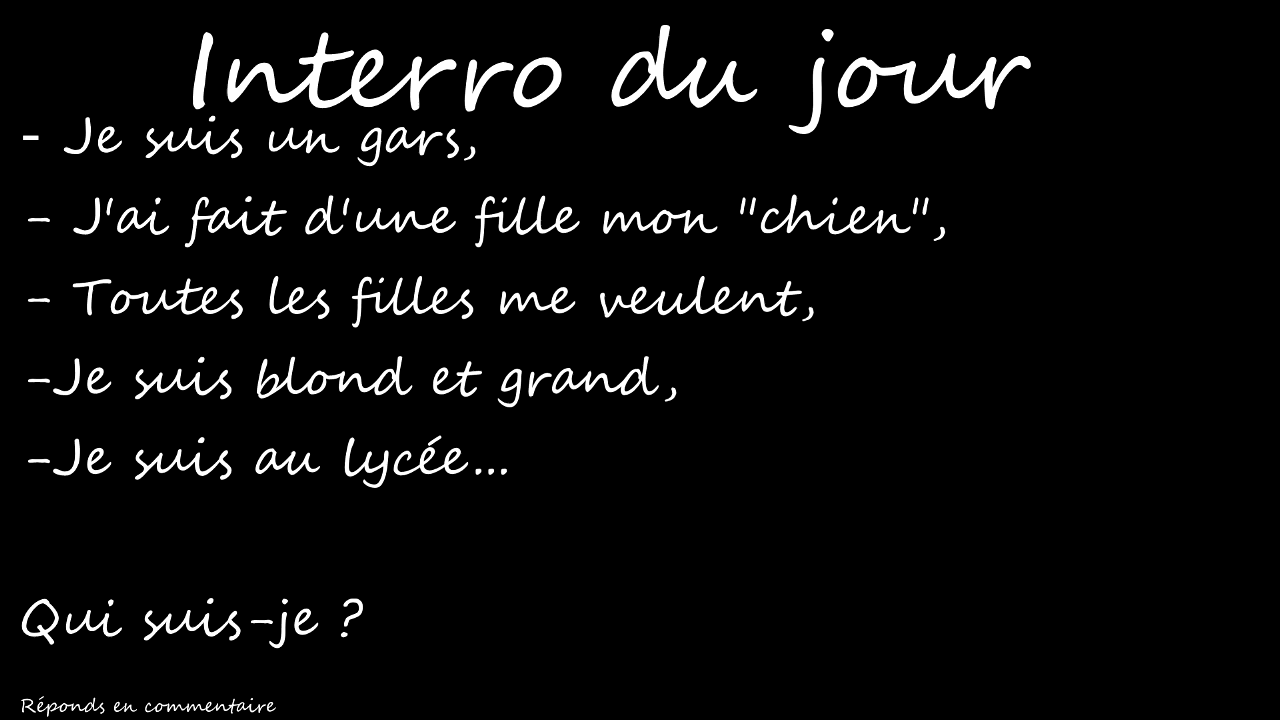 Interro du jour
- Je suis un gars,
- J'ai fait d'une fille mon "chien",
- Toutes les filles me veulent,
-Je suis blond et grand,
-Je suis au lycée...
Qui suis-je ?
Réponds en commentaire